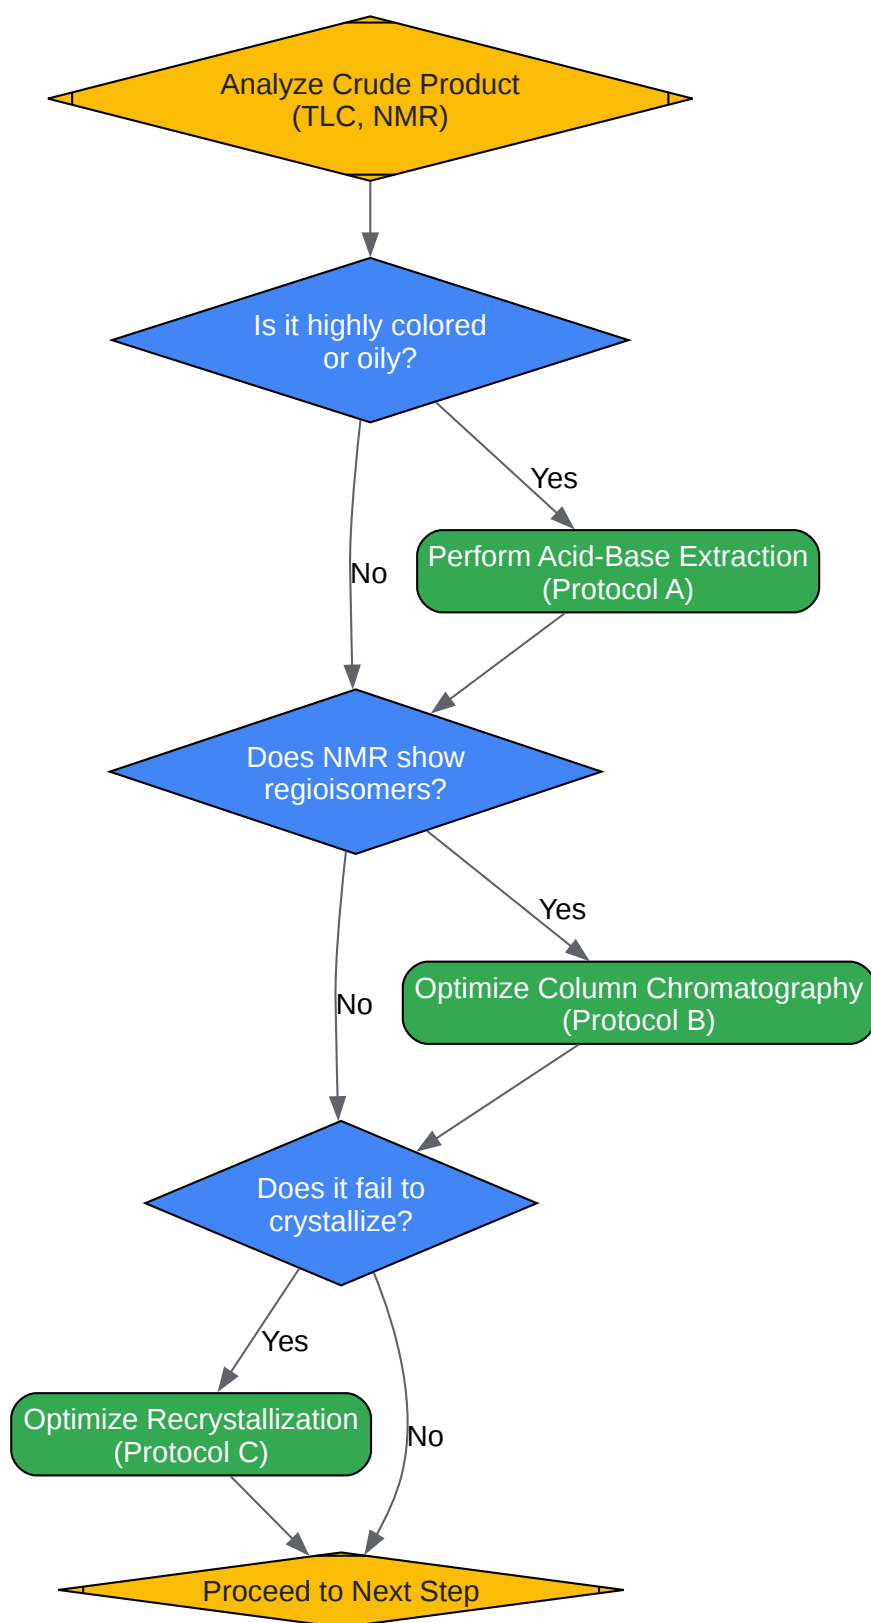 Analyze Crude Product
(TLC, NMR)
Is it highly colored
or oily?
Yes
Perform Acid-Base Extraction
(Protocol A)
No
Does NMR show
regioisomers?
Yes
Optimize Column Chromatography
(Protocol B)
No
Does it fail to
crystallize?
Yes
Optimize Recrystallization
(Protocol C)
No
Proceed to Next Step